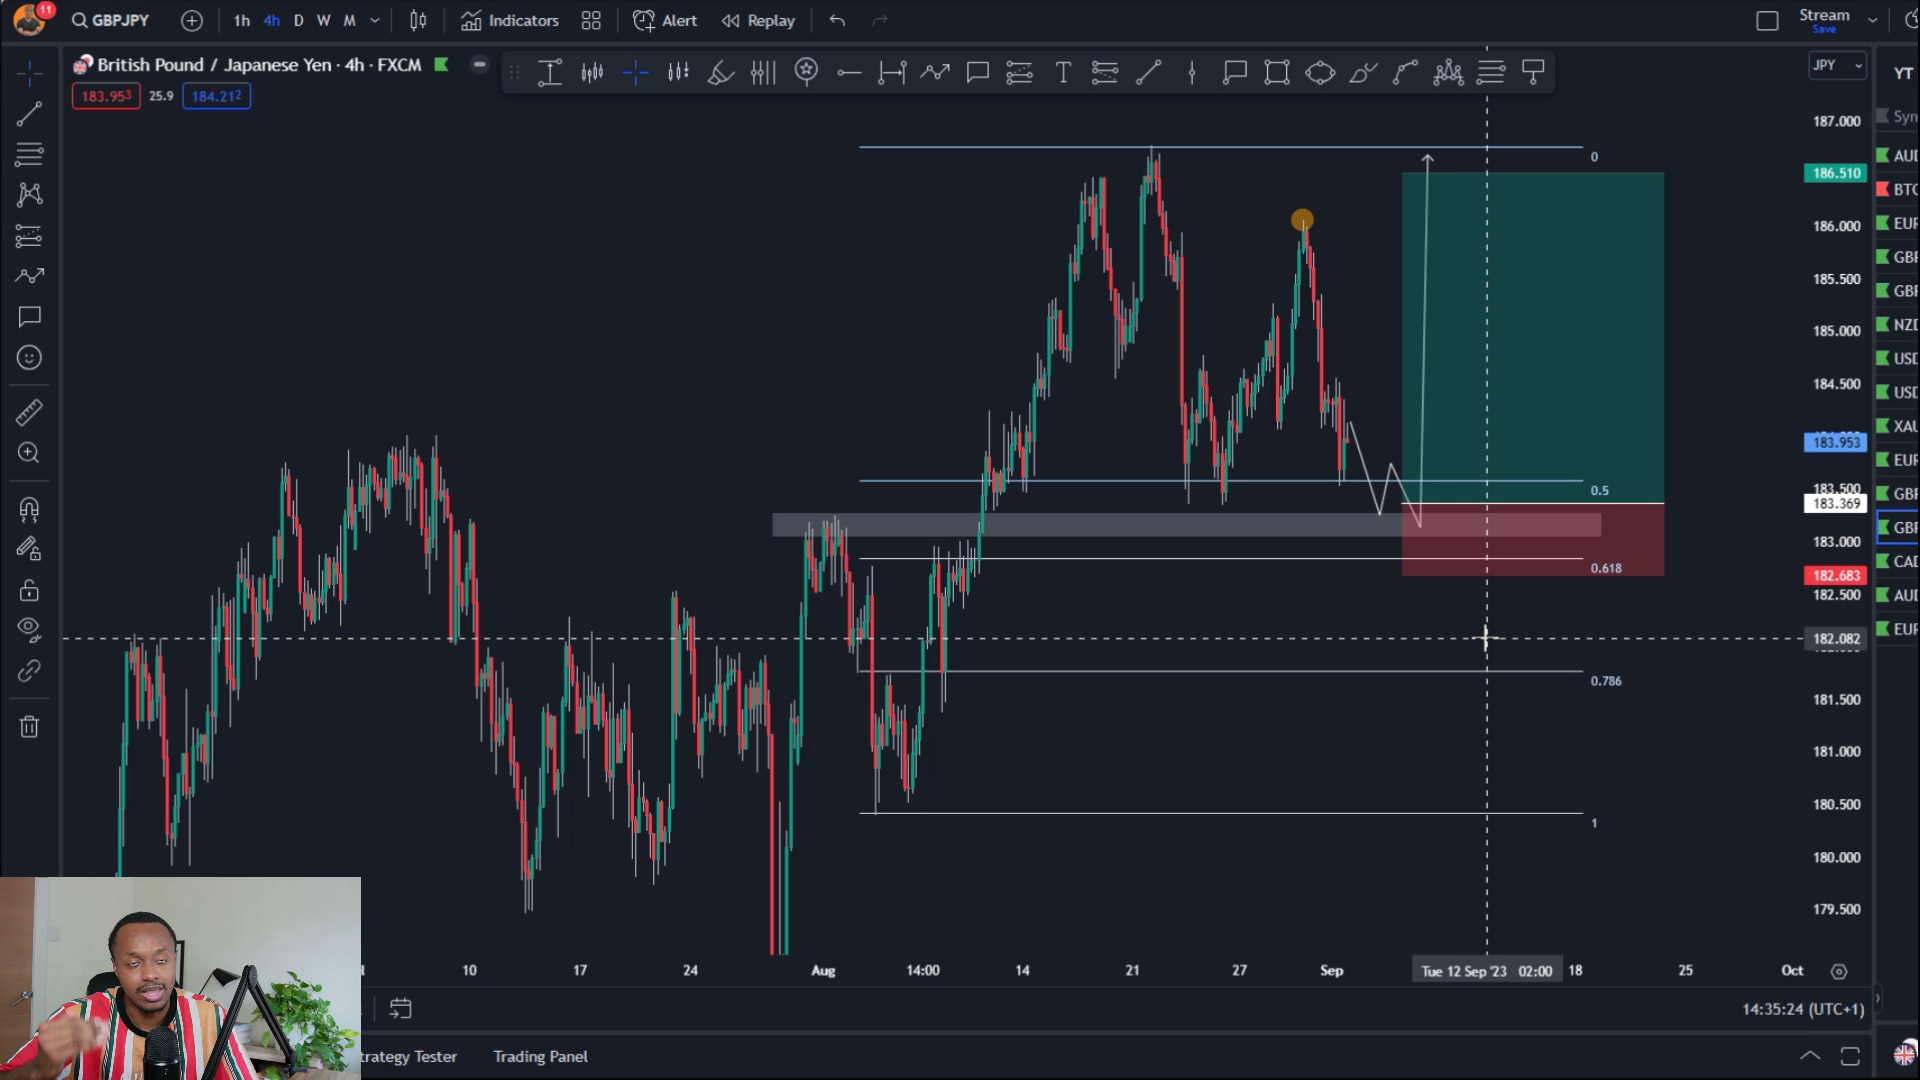 11
GBPJPY
1h 4h D W M
Indicators
Alert
Replay
Stream
Save
British Pound / Japanese Yen · 4h · FXCM
183.953 25.9 184.212
JPY
YT
Syn
AUD
BTC
EUR
GBP
GBP
NZD
USD
USD
XAU
EUR
GBP
GBP
CAD
AUD
EUR
187.000
186.510
186.000
185.500
185.000
184.500
183.953
183.500
183.369
183.000
182.683
182.500
182.082
181.500
181.000
180.500
180.000
179.500
0
0.5
0.618
0.786
1
10 17 24 Aug 14:00 14 21 27 Sep Tue 12 Sep '23 02:00 18 25 Oct
14:35:24 (UTC+1)
trategy Tester
Trading Panel